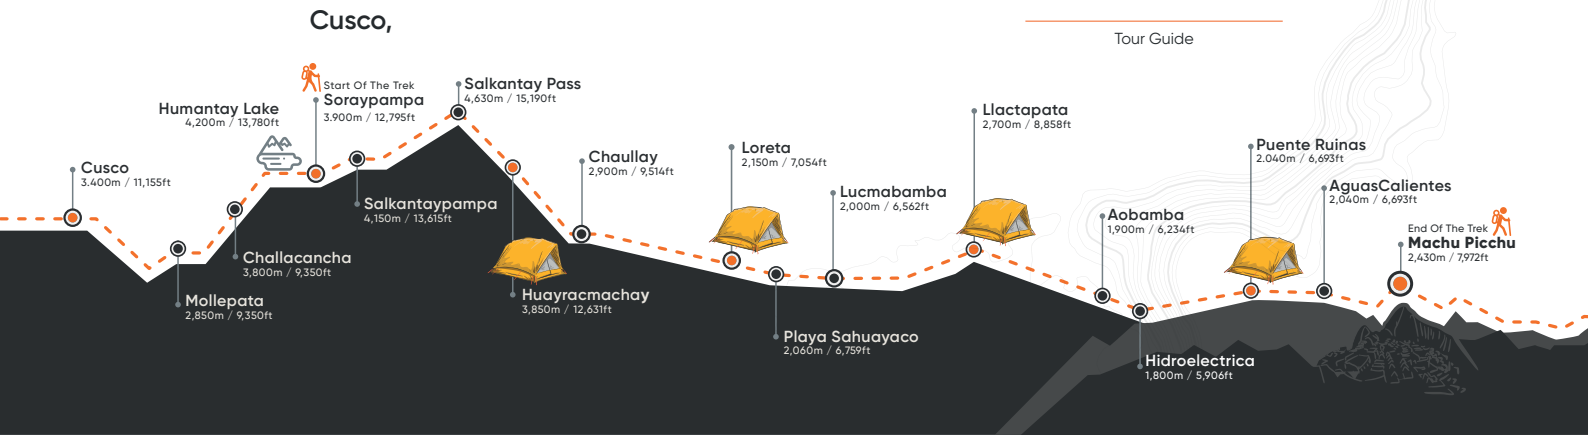 Cusco,
Tour Guide
Cusco
3.400m / 11,155ft
Mollepata
2,850m / 9,350ft
Challacancha
3,800m / 9,350ft
Humantay Lake
4,200m / 13,780ft
Start Of The Trek
Soraypampa
3.900m / 12,795ft
Salkantaypampa
4,150m / 13,615ft
Salkantay Pass
4,630m / 15,190ft
Huayracmachay
3,850m / 12,631ft
Chaullay
2,900m / 9,514ft
Loreta
2,150m / 7,054ft
Playa Sahuayaco
2,060m / 6,759ft
Lucmabamba
2,000m / 6,562ft
Llactapata
2,700m / 8,858ft
Aobamba
1,900m / 6,234ft
Hidroelectrica
1,800m / 5,906ft
Puente Ruinas
2.040m / 6,693ft
AguasCalientes
2,040m / 6,693ft
End Of The Trek
Machu Picchu
2,430m / 7,972ft